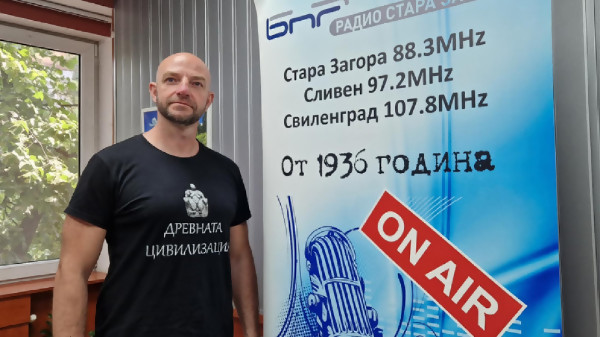 бнр
РАДИО СТАРА
Стара Загора 88.3MHz
Сливен 97.2MHz
Свиленград 107.8MHz
От 1936 година
ON AIR
ДРЕВНАТА
ЦИВИЛИЗАЦИЯ